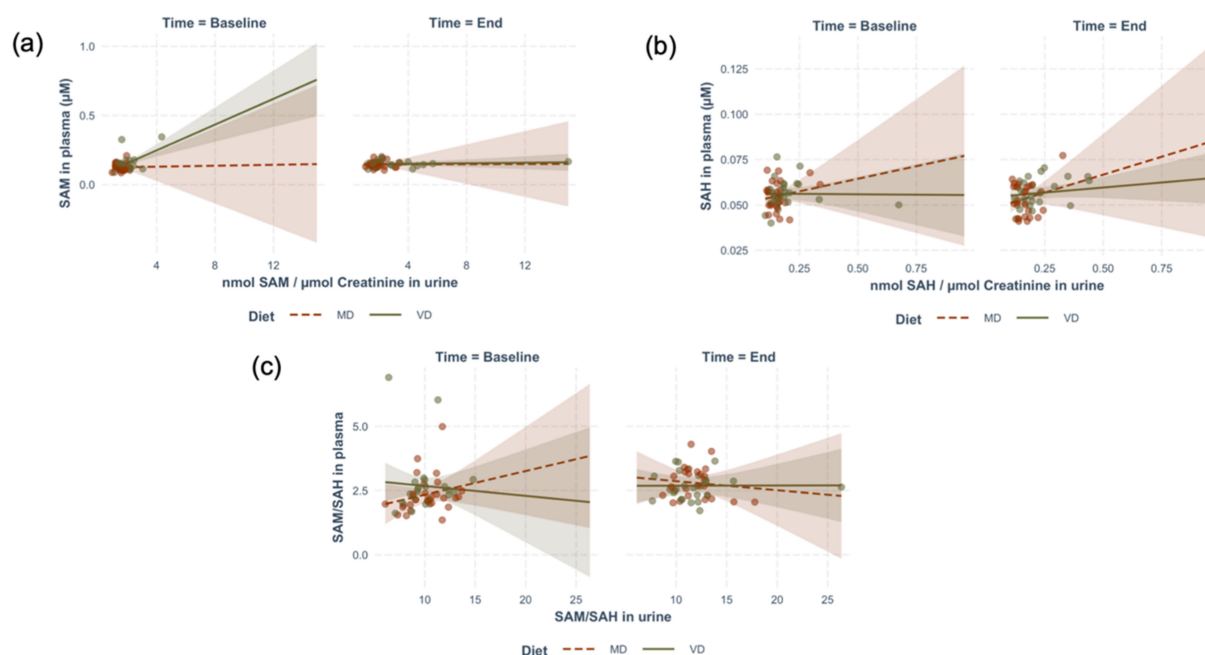 (a)
Time = Baseline
Time = End
SAM in plasma (µM)
1.0
0.5
0.0
4
8
12
4
8
12
nmol SAM / µmol Creatinine in urine
Diet
MD
VD
(b)
Time = Baseline
Time = End
SAH in plasma (µM)
0.125
0.100
0.075
0.050
0.025
0.25
0.50
0.75
0.25
0.50
0.75
nmol SAH / µmol Creatinine in urine
Diet
MD
VD
(c)
Time = Baseline
Time = End
SAM/SAH in plasma
5.0
2.5
0.0
10
15
20
25
10
15
20
25
SAM/SAH in urine
Diet
MD
VD